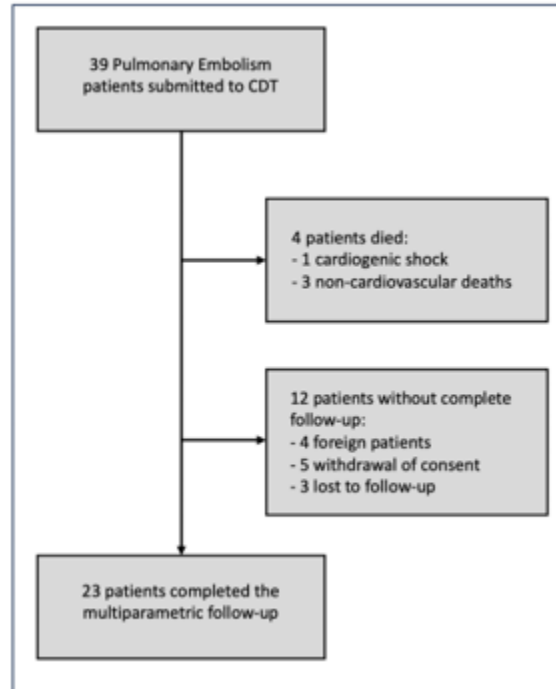 39 Pulmonary Embolism
patients submitted to CDT
4 patients died:
- 1 cardiogenic shock
- 3 non-cardiovascular deaths
12 patients without complete
follow-up:
- 4 foreign patients
- 5 withdrawal of consent
- 3 lost to follow-up
23 patients completed the
multiparametric follow-up